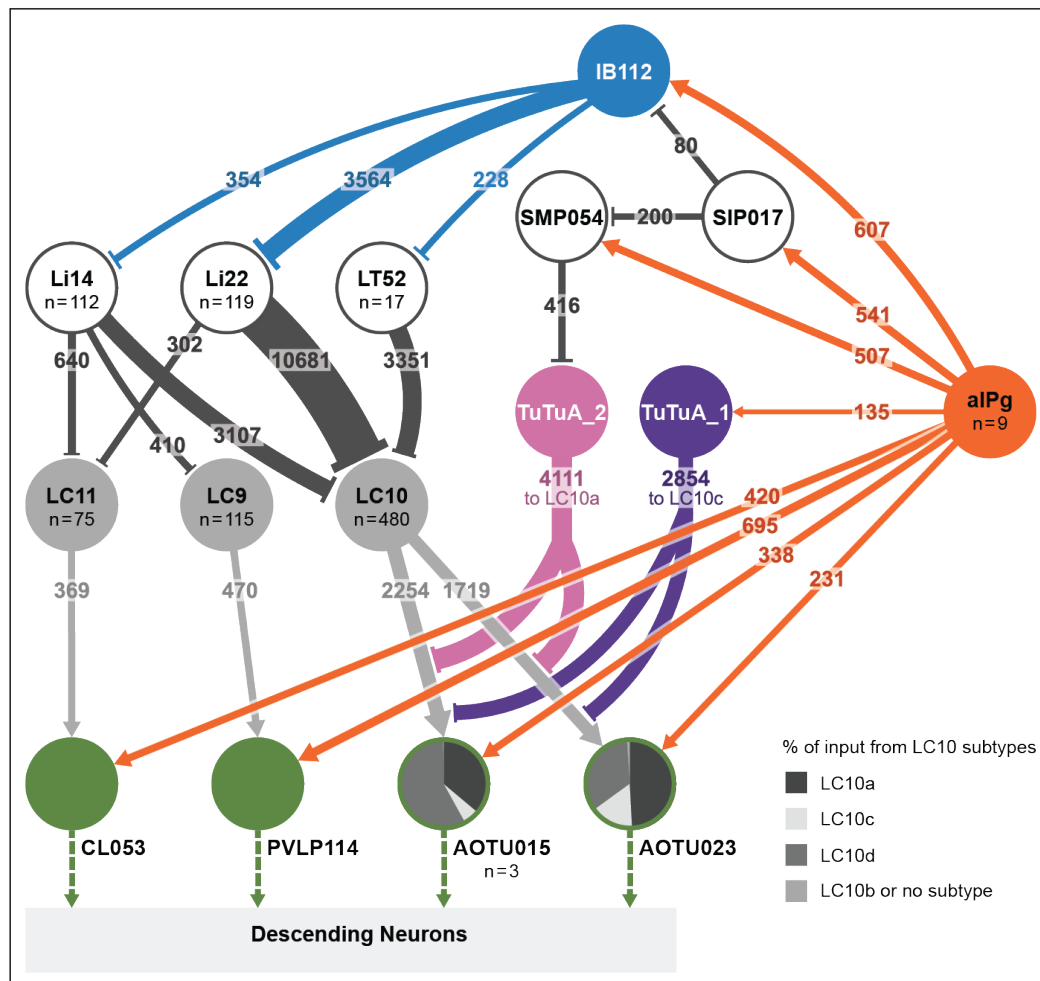 IB112
80
354
3564
228
SMP054
200
SIP017
607
Li14
n=112
Li22
n=119
LT52
n=17
416
541
640
302
10681
3351
507
TuTuA_2
TuTuA_1
135
aIPg
n=9
410
3107
4111
to LC10a
2854
to LC10c
420
LC11
n=75
LC9
n=115
LC10
n=480
695
338
231
369
470
2254
1719
% of input from LC10 subtypes
LC10a
LC10c
LC10d
LC10b or no subtype
CL053
PVLP114
AOTU015
n=3
AOTU023
Descending Neurons